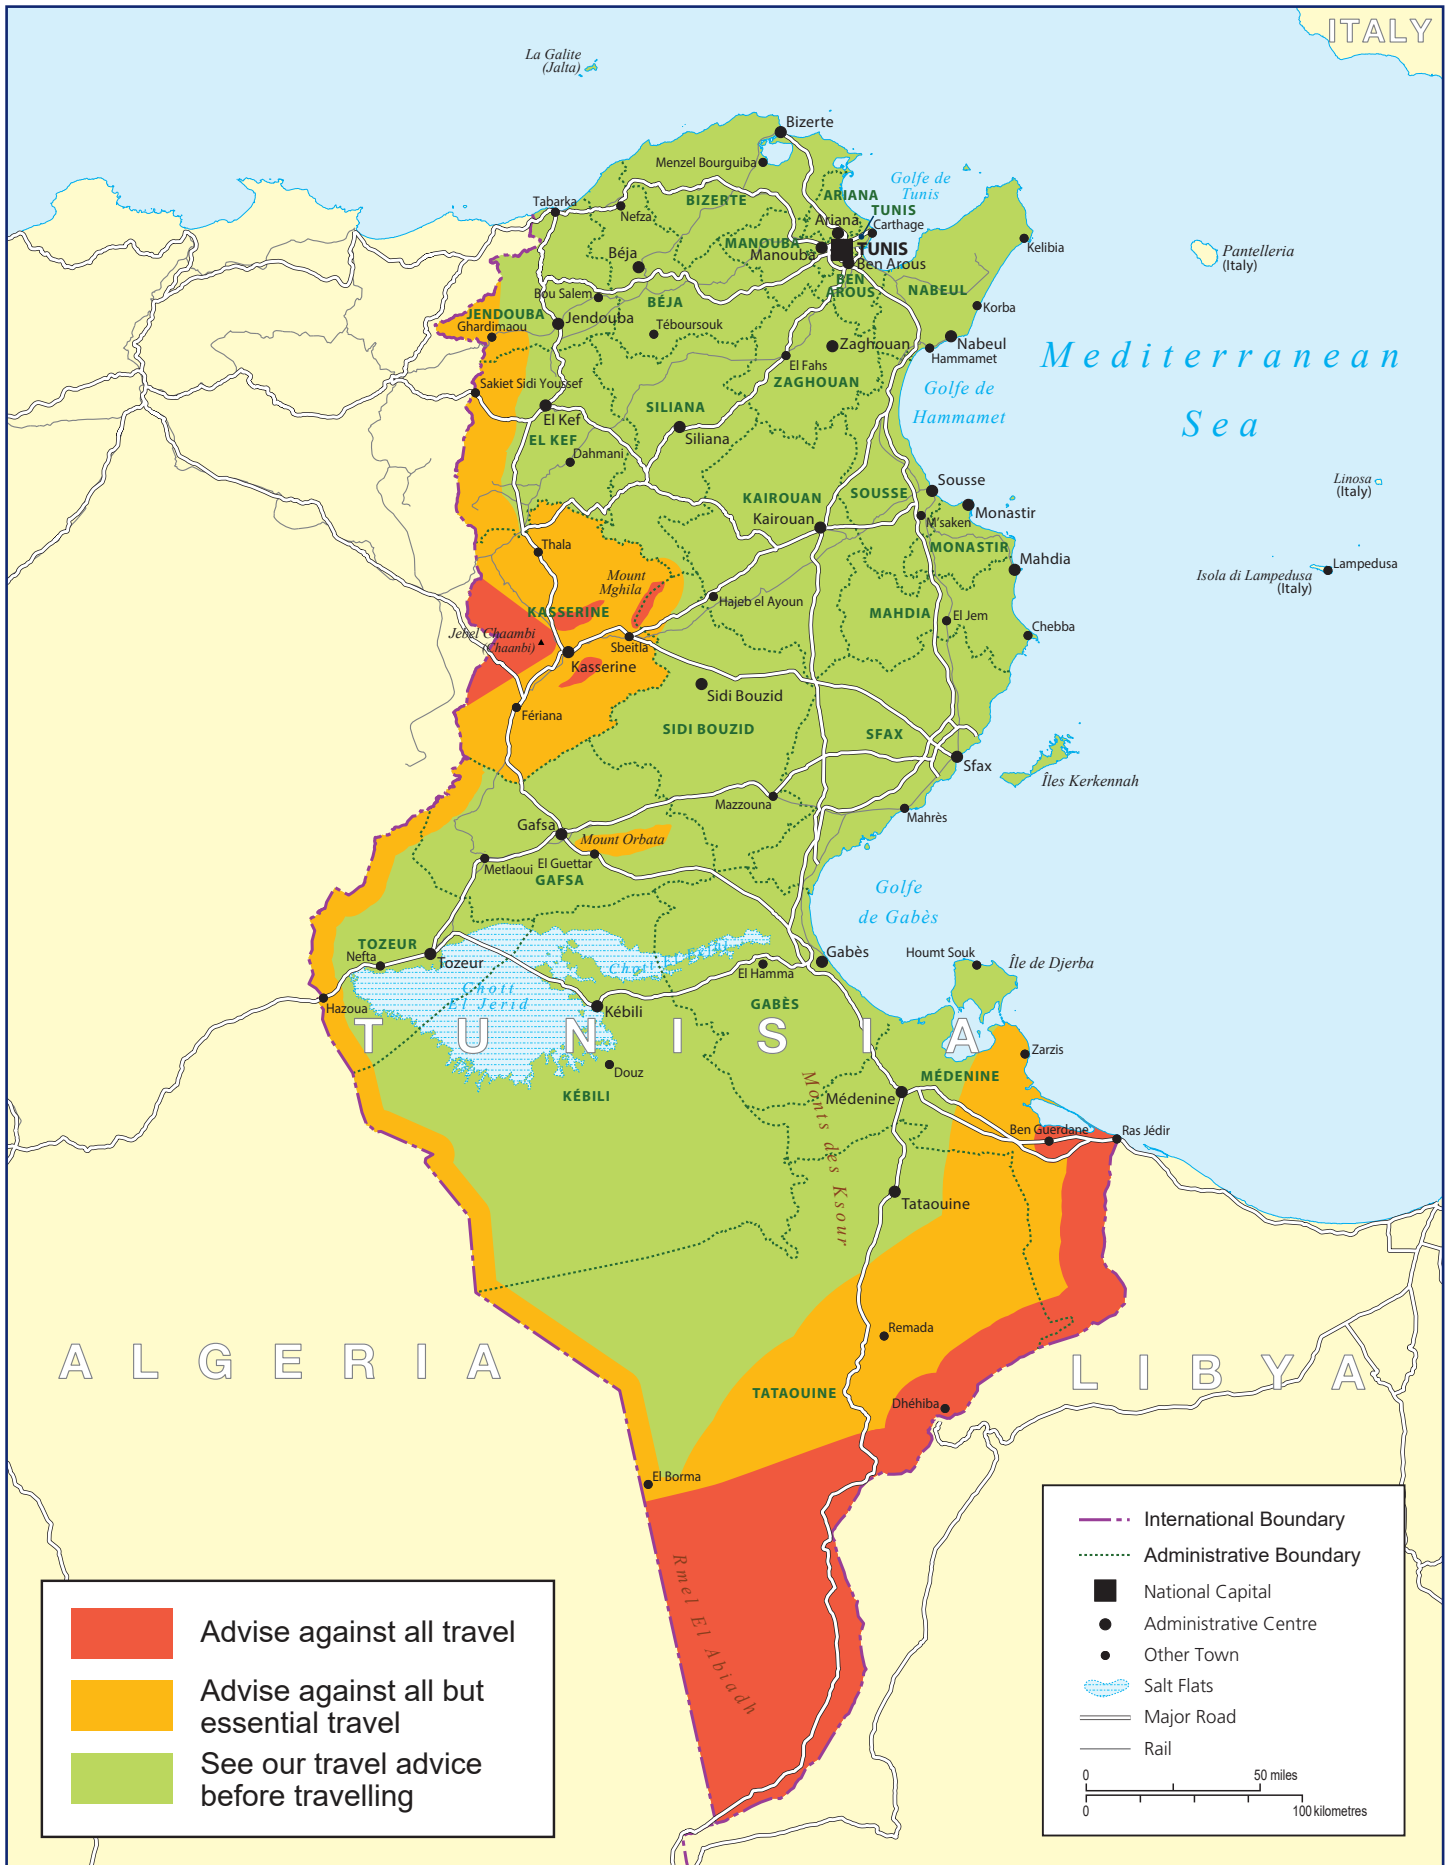 ITALY
La Galite
(Jalta)
Bizerte
Menzel Bourguiba
Golfe de
Tunis
ARIANA
Tabarka
Nefza
BIZERTE
TUNIS
Ariana
Carthage
MANOUBA
Manouba
TUNIS
Kelibia
Béja
Ben Arous
Pantelleria
(Italy)
BEN
AROUS
NABEUL
Bou Salem
BÉJA
Korba
JENDOUBA
Ghardimaou
Jendouba
Téboursouk
Zaghouan
Nabeul
Hammamet
El Fahs
Mediterranean
Sea
ZAGHOUAN
Golfe de
Hammamet
Sakiet Sidi Youssef
SILIANA
El Kef
EL KEF
Siliana
Dahmani
Sousse
Linosa
(Italy)
KAIROUAN
SOUSSE
Kairouan
Monastir
M'saken
Thala
MONASTIR
Mahdia
Lampedusa
Isola di Lampedusa
(Italy)
Mount
Mghila
KASSERINE
Hajeb el Ayoun
MAHDIA
El Jem
Chebba
Jebel Chaambi
(Chaanbi)
Sbeïtla
Kasserine
Sidi Bouzid
Fériana
SIDI BOUZID
SFAX
Sfax
Îles Kerkennah
Mazzouna
Mahrès
Gafsa
Mount Orbata
Metlaoui
El Guettar
GAFSA
Golfe
de Gabès
TOZEUR
Nefta
Tozeur
Chott El Fejaj
Gabès
Houmt Souk
Île de Djerba
El Hamma
Chott
El Jerid
Hazoua
Kébili
GABÈS
TUNISIA
Zarzis
Douz
MÉDENINE
KÉBILI
Médenine
Monts des Ksour
Ben Guerdane
Ras Jédir
Tataouine
Remada
ALGERIA
LIBYA
TATAOUINE
Dhéhiba
El Borma
Rmel El Abiadh
Advise against all travel
Advise against all but
essential travel
See our travel advice
before travelling
International Boundary
Administrative Boundary
National Capital
Administrative Centre
Other Town
Salt Flats
Major Road
Rail
0 50 miles
0 100 kilometres